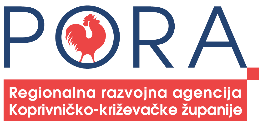 PORA
Regionalna razvojna agencija
Koprivničko-križevačke županije